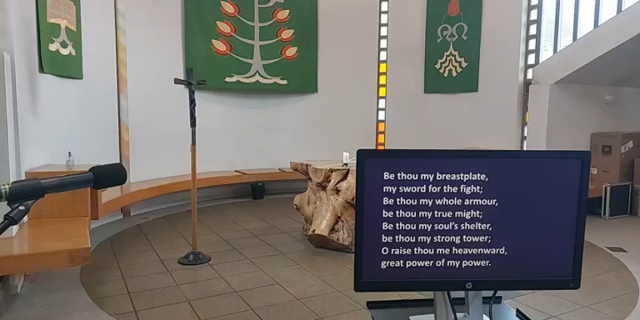 Be thou my breastplate,
my sword for the fight;
Be thou my whole armour,
be thou my true might;
Be thou my soul's shelter,
be thou my strong tower;
O raise thou me heavenward,
great power of my power.
hp